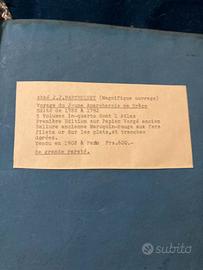 Abbé J.J.BARTHELEMY (Magnifique ouvrage)
Voyage du Jeune Anacharsis en Grèce
Edité de 1788 à 1792
5 Volumes in-quarto dont 1 Atlas
Première Edition sur Papier Vergé ancien
Reliure ancienne Maroquin-rouge aux fers
filets or sur les plats,et tranches
dorées.
Vendu en 1902 à Paris Frs.600.-
de grande rareté.
subito